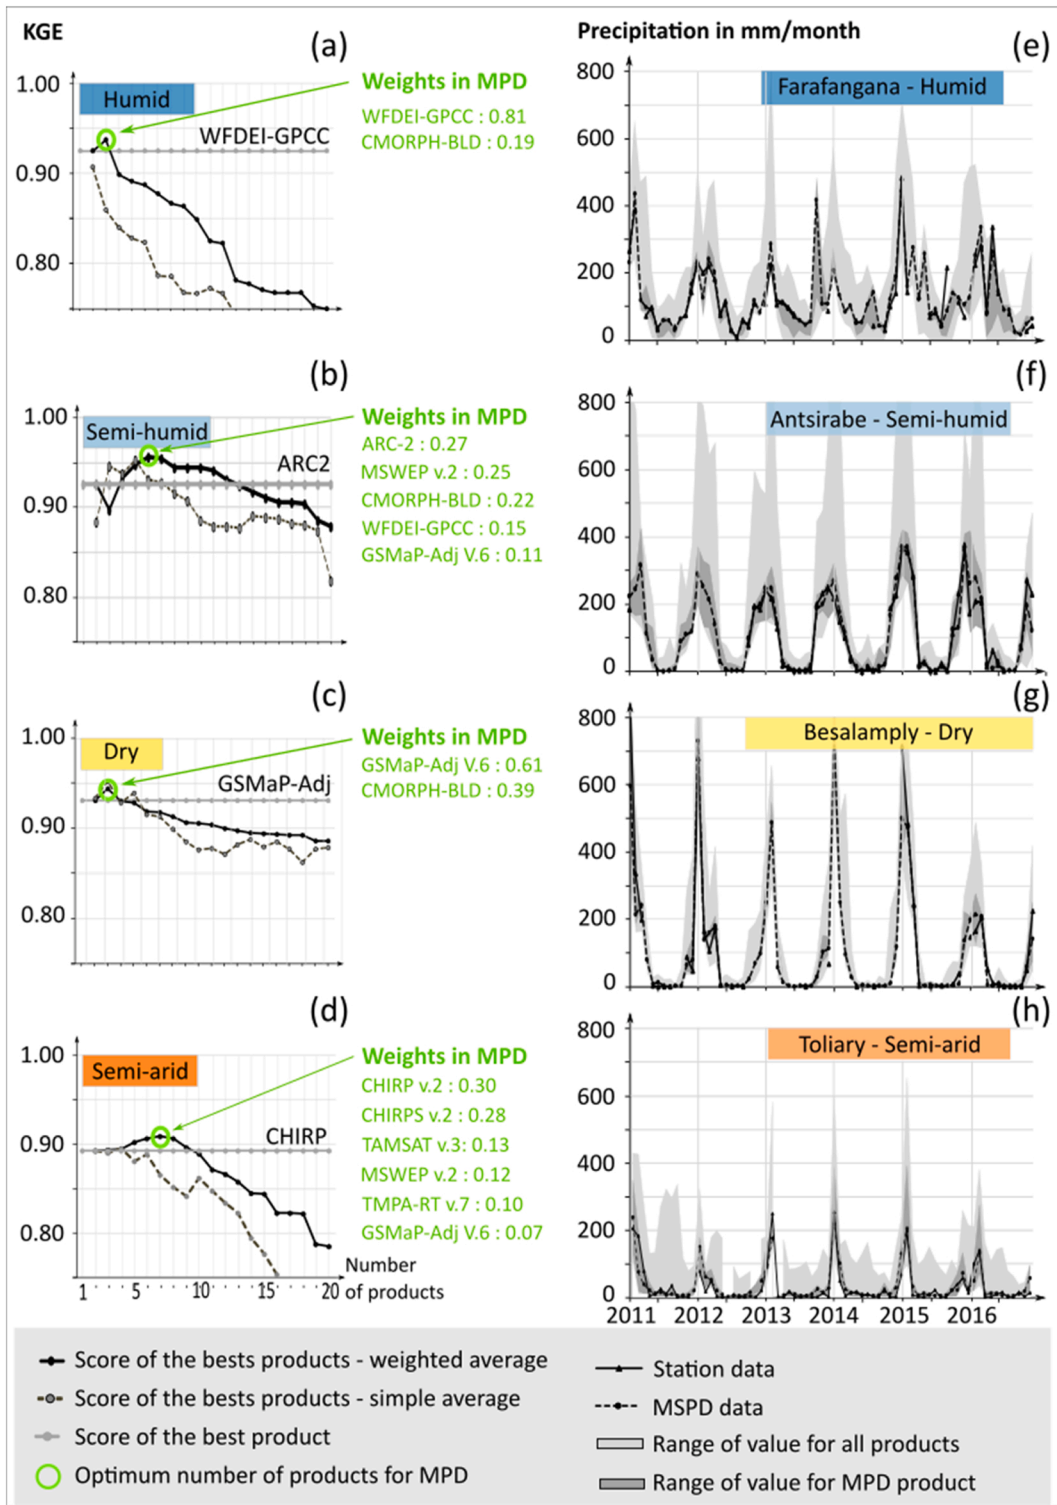 KGE
(a)
1.00
0.90
0.80
Humid
WFDEI-GPCC
Weights in MPD
WFDEI-GPCC : 0.81
CMORPH-BLD : 0.19
(b)
1.00
0.90
0.80
Semi-humid
ARC2
Weights in MPD
ARC-2 : 0.27
MSWEP v.2 : 0.25
CMORPH-BLD : 0.22
WFDEI-GPCC : 0.15
GSMaP-Adj V.6 : 0.11
(c)
1.00
0.90
0.80
Dry
GSMaP-Adj
Weights in MPD
GSMaP-Adj V.6 : 0.61
CMORPH-BLD : 0.39
(d)
1.00
0.90
0.80
Semi-arid
CHIRP
Weights in MPD
CHIRP v.2 : 0.30
CHIRPS v.2 : 0.28
TAMSAT v.3: 0.13
MSWEP v.2 : 0.12
TMPA-RT v.7 : 0.10
GSMaP-Adj V.6 : 0.07
1 5 10 15 20
Number
of products
Precipitation in mm/month
(e)
800
600
400
200
0
Farafangana - Humid
(f)
800
600
400
200
0
Antsirabe - Semi-humid
(g)
800
600
400
200
0
Besalamply - Dry
(h)
800
600
400
200
0
Toliary - Semi-arid
2011 2012 2013 2014 2015 2016
Score of the bests products - weighted average
Score of the bests products - simple average
Score of the best product
Optimum number of products for MPD
Station data
MSPD data
Range of value for all products
Range of value for MPD product